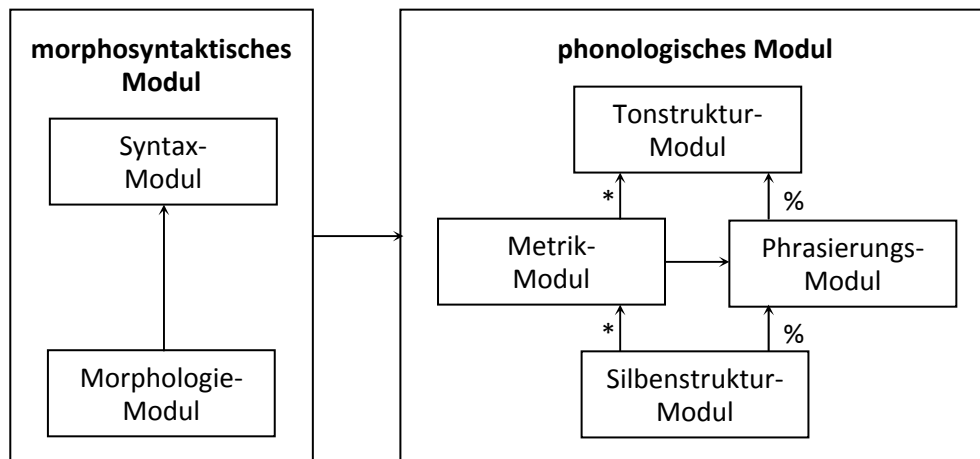 morphosyntaktisches
Modul
Syntax-
Modul
Morphologie-
Modul
phonologisches Modul
Tonstruktur-
Modul
*
%
Metrik-
Modul
Phrasierungs-
Modul
*
%
Silbenstruktur-
Modul